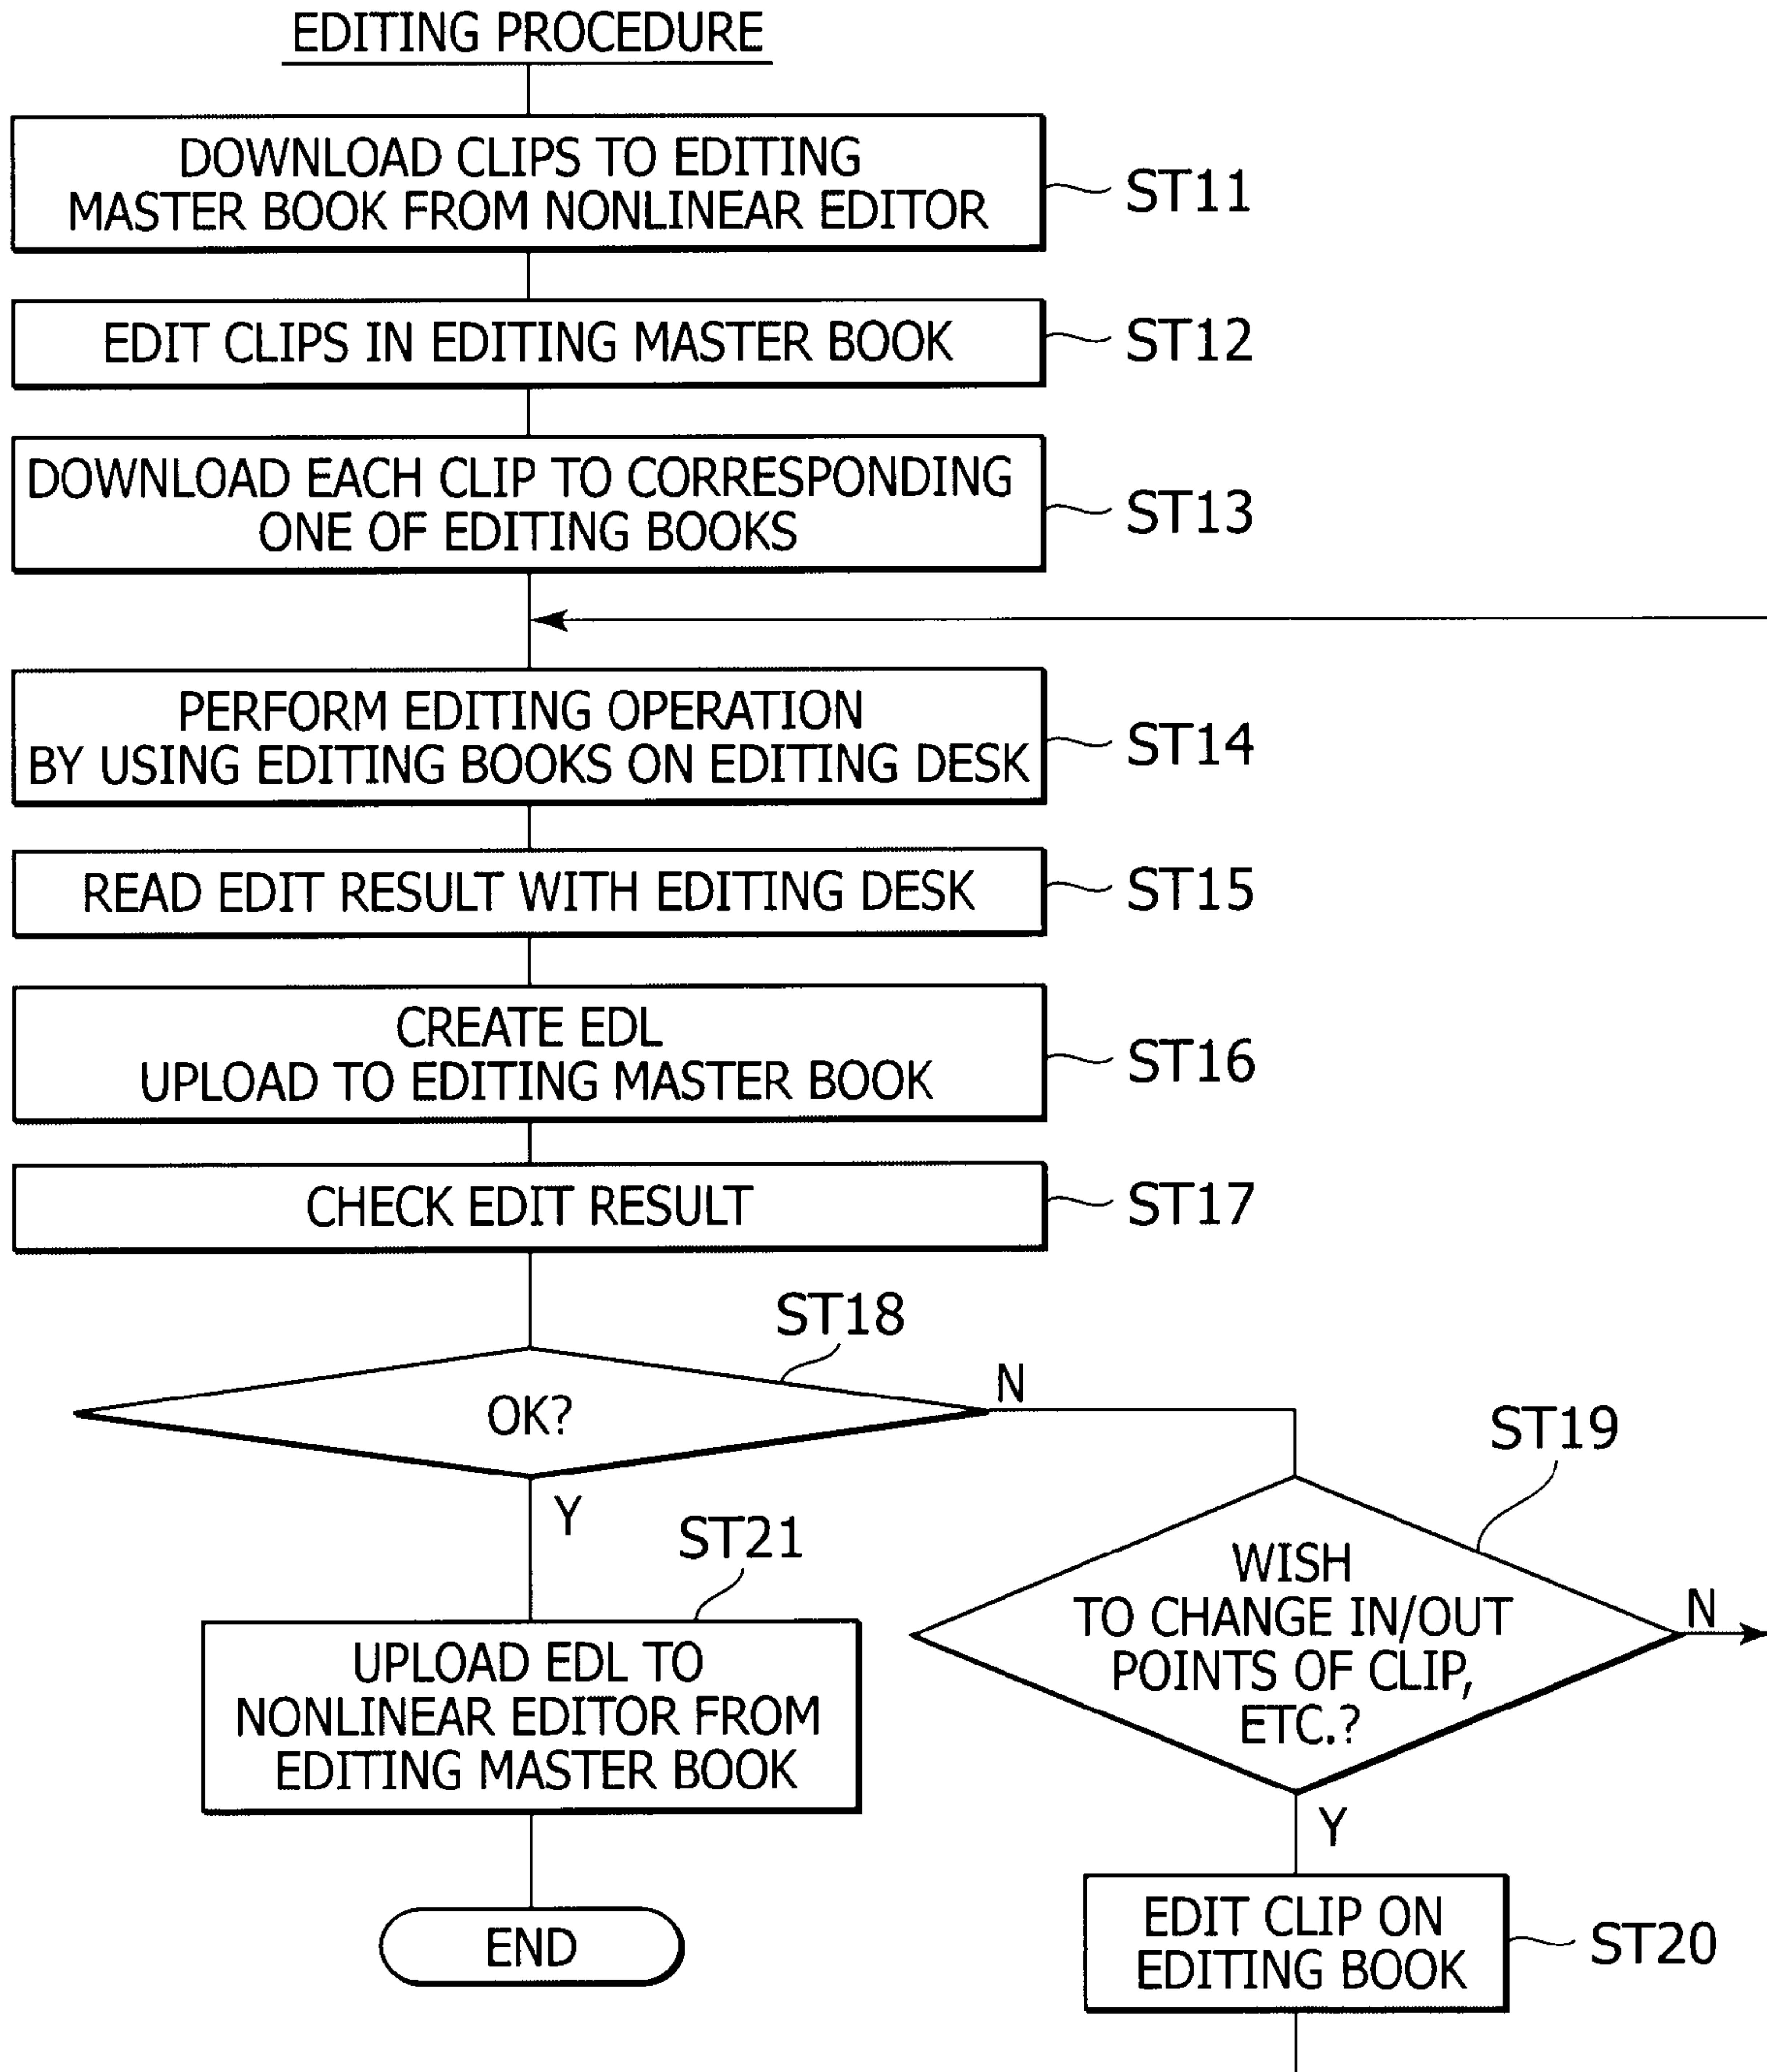 EDITING PROCEDURE
DOWNLOAD CLIPS TO EDITING
MASTER BOOK FROM NONLINEAR EDITOR
ST11
EDIT CLIPS IN EDITING MASTER BOOK
ST12
DOWNLOAD EACH CLIP TO CORRESPONDING
ONE OF EDITING BOOKS
ST13
PERFORM EDITING OPERATION
BY USING EDITING BOOKS ON EDITING DESK
ST14
READ EDIT RESULT WITH EDITING DESK
ST15
CREATE EDL
UPLOAD TO EDITING MASTER BOOK
ST16
CHECK EDIT RESULT
ST17
ST18
OK?
N
Y
ST19
WISH
TO CHANGE IN/OUT
POINTS OF CLIP,
ETC.?
N
Y
ST21
UPLOAD EDL TO
NONLINEAR EDITOR FROM
EDITING MASTER BOOK
END
EDIT CLIP ON
EDITING BOOK
ST20